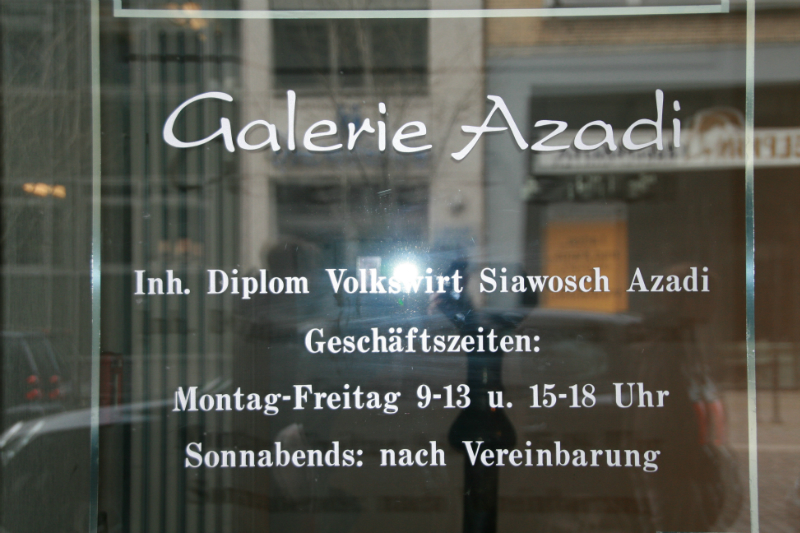 Galerie Azadi
Inh. Diplom Volkswirt Siawosch Azadi
Geschäftszeiten:
Montag-Freitag 9-13 u. 15-18 Uhr
Sonnabends: nach Vereinbarung